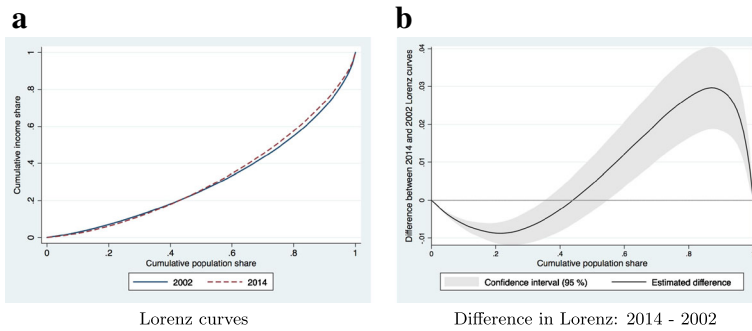 a
Cumulative income share
0 .2 .4 .6 .8 1
0 .2 .4 .6 .8 1
Cumulative population share
2002 2014
Lorenz curves
b
Difference between 2014 and 2002 Lorenz curves
-.01 0 .01 .02 .03 .04
0 .2 .4 .6 .8
Cumulative population share
Confidence interval (95 %) Estimated difference
Difference in Lorenz: 2014 - 2002